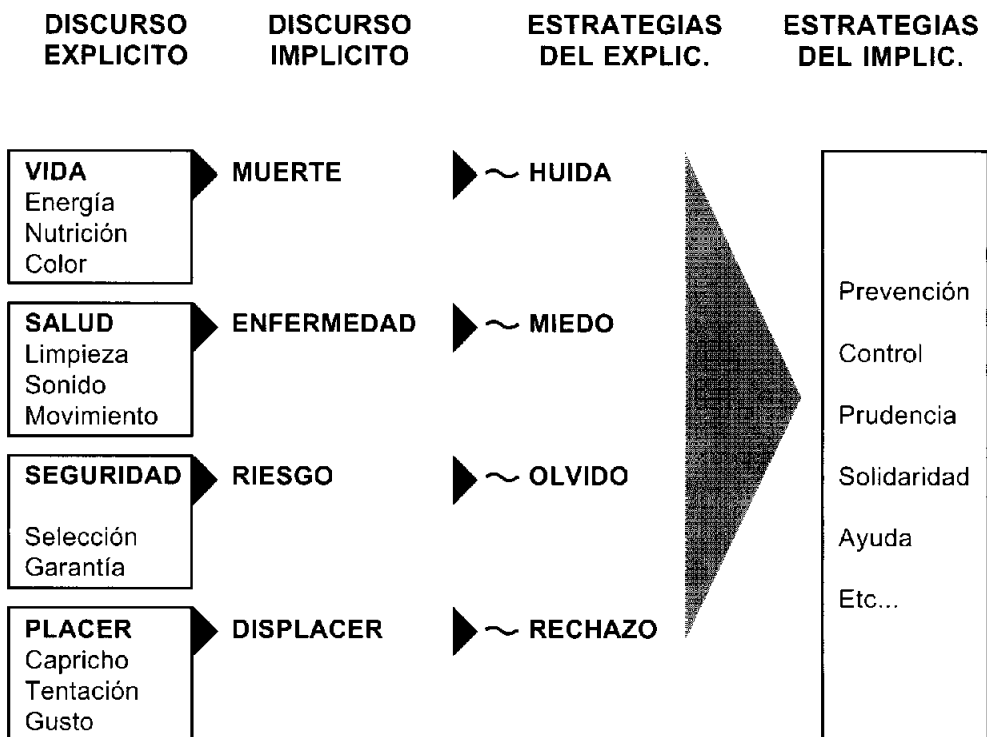 DISCURSO EXPLICITO
DISCURSO IMPLICITO
ESTRATEGIAS DEL EXPLIC.
ESTRATEGIAS DEL IMPLIC.
VIDA
Energía
Nutrición
Color
MUERTE
~ HUIDA
SALUD
Limpieza
Sonido
Movimiento
ENFERMEDAD
~ MIEDO
SEGURIDAD
Selección
Garantía
RIESGO
~ OLVIDO
PLACER
Capricho
Tentación
Gusto
DISPLACER
~ RECHAZO
Prevención
Control
Prudencia
Solidaridad
Ayuda
Etc...